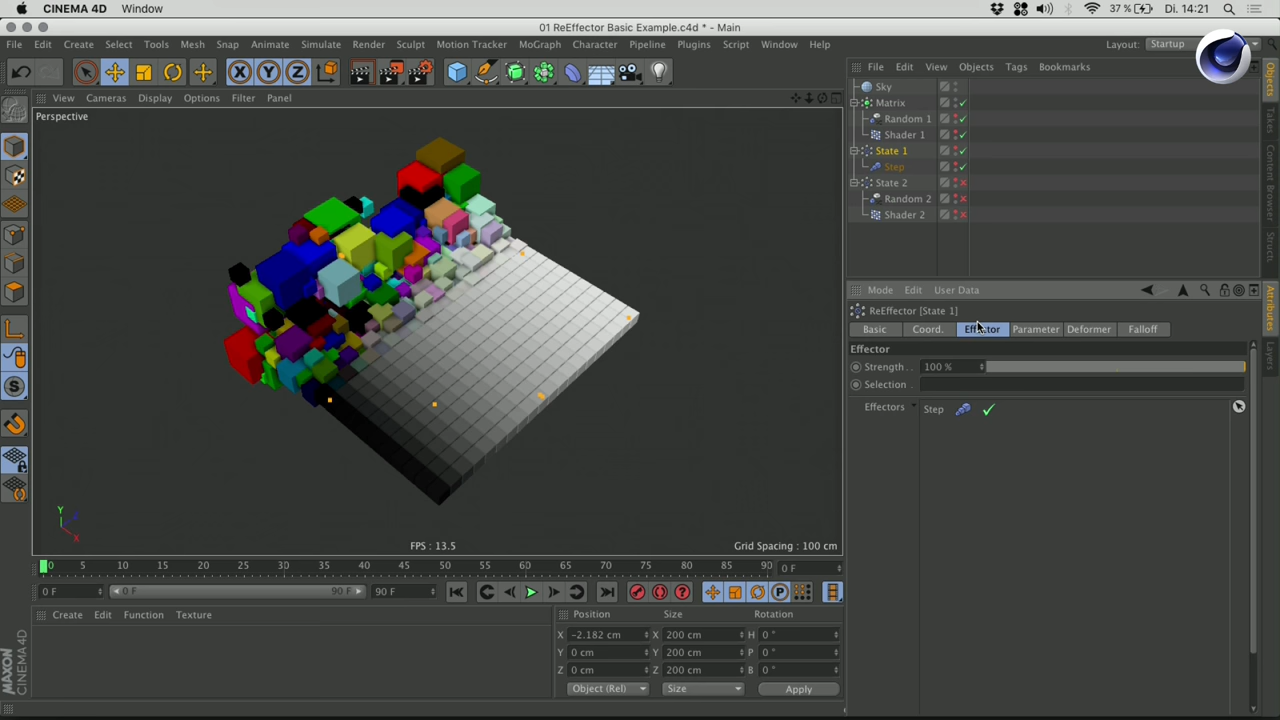 CINEMA 4D Window 37 % Di. 14:21
01 ReEffector Basic Example.c4d * - Main
File Edit Create Select Tools Mesh Snap Animate Simulate Render Sculpt Motion Tracker MoGraph Character Pipeline Plugins Script Window Help Layout: Startup
X Y Z
File Edit View Objects Tags Bookmarks
View Cameras Display Options Filter Panel
Perspective
Sky
Matrix
Random 1
Shader 1
State 1
Step
State 2
Random 2
Shader 2
Objects
Takes
Content Browser
Struct
Mode Edit User Data
ReEffector [State 1]
Basic Coord. Effector Parameter Deformer Falloff
Effector
Strength . . 100 %
Selection .
Effectors Step
Attributes
Layers
Y
Z
X
FPS : 13.5
Grid Spacing : 100 cm
0 5 10 15 20 25 30 35 40 45 50 55 60 65 70 75 80 85 90 0 F
0 F 0 F 90 F 90 F
P
Create Edit Function Texture
Position Size Rotation
X -2.182 cm X 200 cm H 0 °
Y 0 cm Y 200 cm P 0 °
Z 0 cm Z 200 cm B 0 °
Object (Rel) Size Apply
MAXON
CINEMA 4D